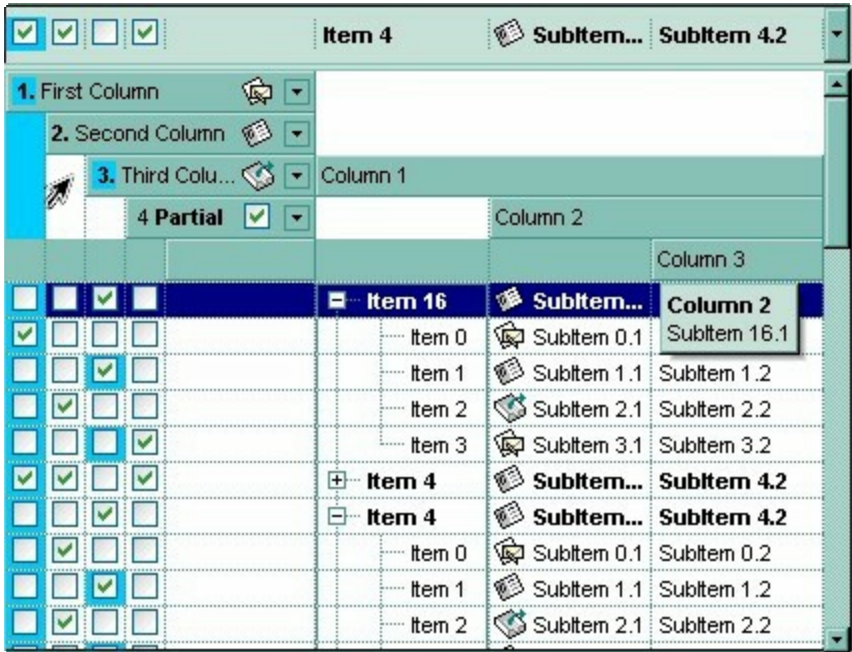 Item 4 SubItem... SubItem 4.2
1. First Column
2. Second Column
3. Third Colu... Column 1
4 Partial Column 2
Column 3
Item 16 SubItem...
Column 2
SubItem 16.1
Item 0 SubItem 0.1
Item 1 SubItem 1.1 SubItem 1.2
Item 2 SubItem 2.1 SubItem 2.2
Item 3 SubItem 3.1 SubItem 3.2
Item 4 SubItem... SubItem 4.2
Item 4 SubItem... SubItem 4.2
Item 0 SubItem 0.1 SubItem 0.2
Item 1 SubItem 1.1 SubItem 1.2
Item 2 SubItem 2.1 SubItem 2.2